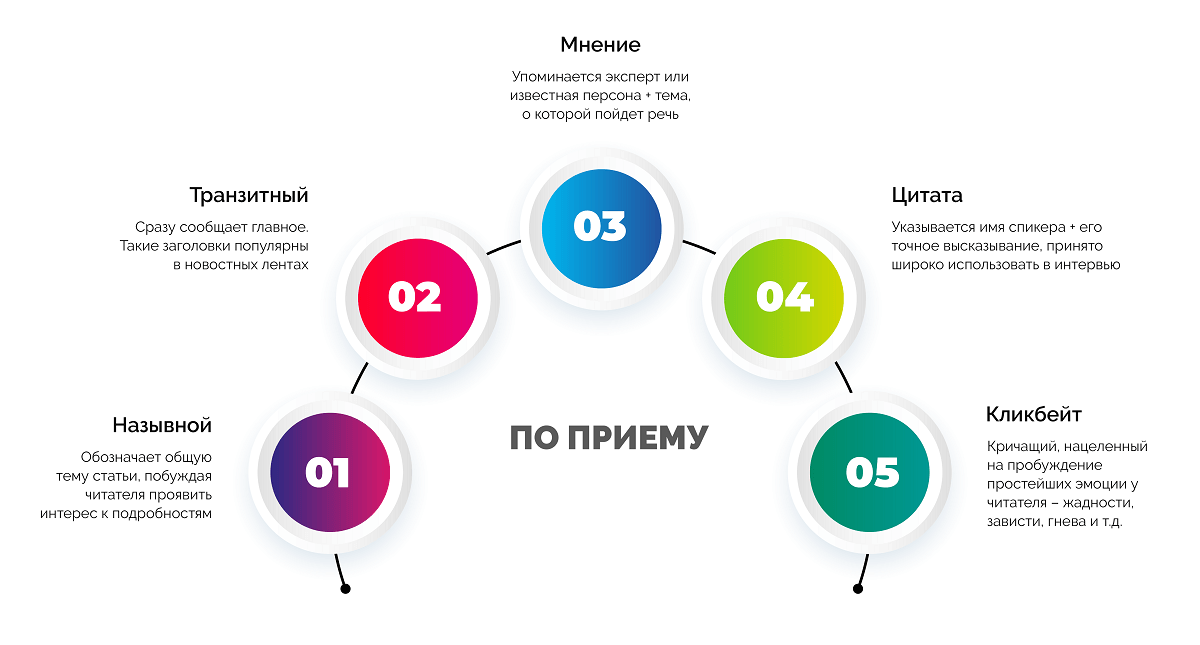 Мнение
Упоминается эксперт или
известная персона + тема,
о которой пойдет речь
03
Транзитный
Сразу сообщает главное.
Такие заголовки популярны
в новостных лентах
02
Цитата
Указывается имя спикера + его
точное высказывание, принято
широко использовать в интервью
04
Называной
Обозначает общую
тему статьи, побуждая
читателя проявить
интерес к подробностям
01
ПО ПРИЕМУ
Кликбейт
Кричащий, нацеленный
на пробуждение
простейших эмоции у
читателя – жадности,
зависти, гнева и т.д.
05